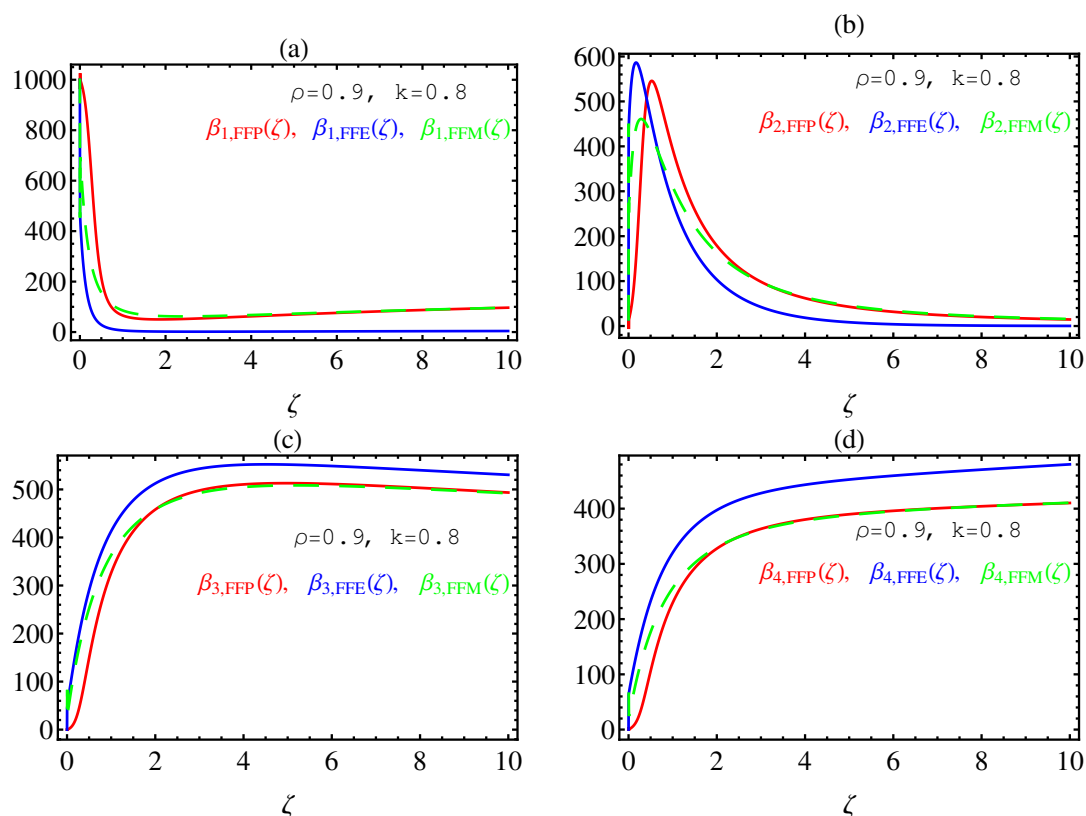 (a)
1000
800
600
400
200
0
ρ=0.9, k=0.8
β1,FFP(ζ), β1,FFE(ζ), β1,FFM(ζ)
0 2 4 6 8 10
ζ
(b)
600
500
400
300
200
100
0
ρ=0.9, k=0.8
β2,FFP(ζ), β2,FFE(ζ), β2,FFM(ζ)
0 2 4 6 8 10
ζ
(c)
500
400
300
200
100
0
ρ=0.9, k=0.8
β3,FFP(ζ), β3,FFE(ζ), β3,FFM(ζ)
0 2 4 6 8 10
ζ
(d)
400
300
200
100
0
ρ=0.9, k=0.8
β4,FFP(ζ), β4,FFE(ζ), β4,FFM(ζ)
0 2 4 6 8 10
ζ